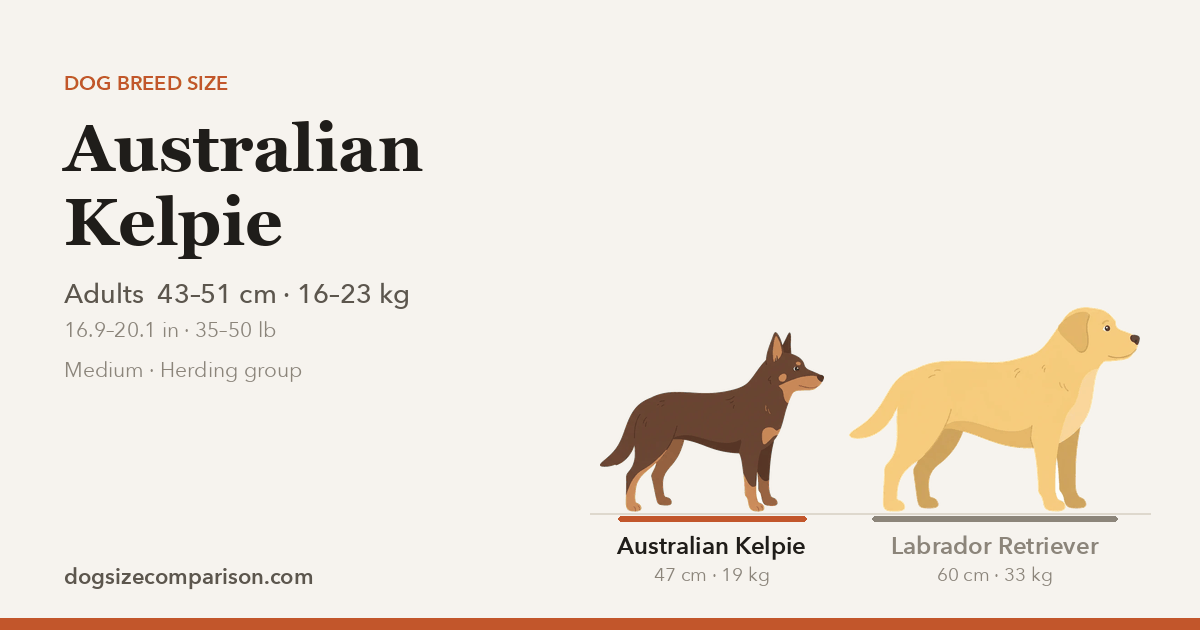 DOG BREED SIZE
Australian
Kelpie
Adults 43–51 cm · 16–23 kg
16.9–20.1 in · 35–50 lb
Medium · Herding group
Australian Kelpie
47 cm · 19 kg
Labrador Retriever
60 cm · 33 kg
dogsizecomparison.com